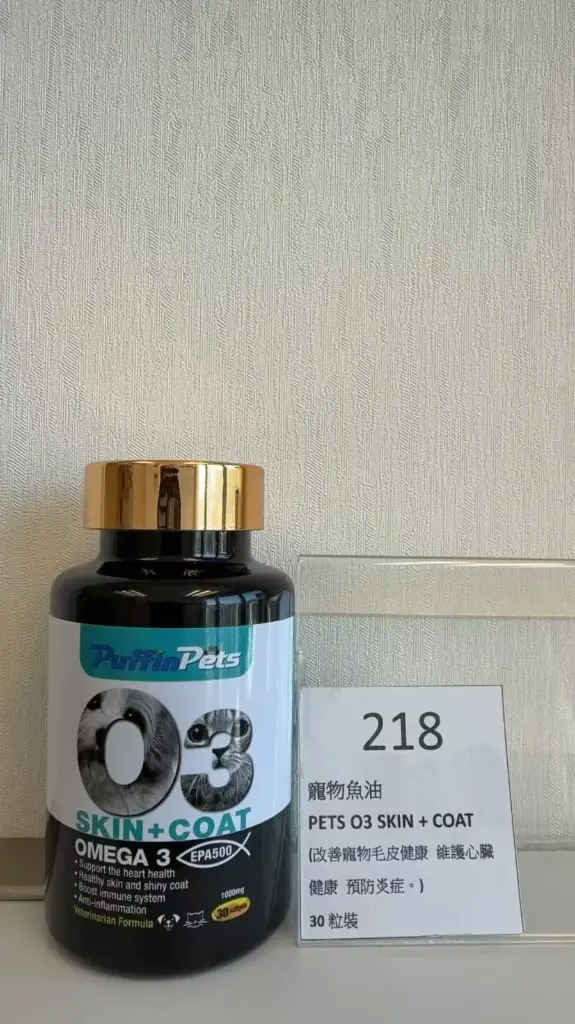 PuffinPets
O3
SKIN+COAT
OMEGA 3 EPA500
• Support the heart health
• Healthy skin and shiny coat
• Boost immune system
• Anti-inflammation
Veterinarian Formula
1000mg
30 softgels
218
寵物魚油
PETS O3 SKIN + COAT
(改善寵物毛皮健康 維護心臟
健康 預防炎症。)
30 粒裝